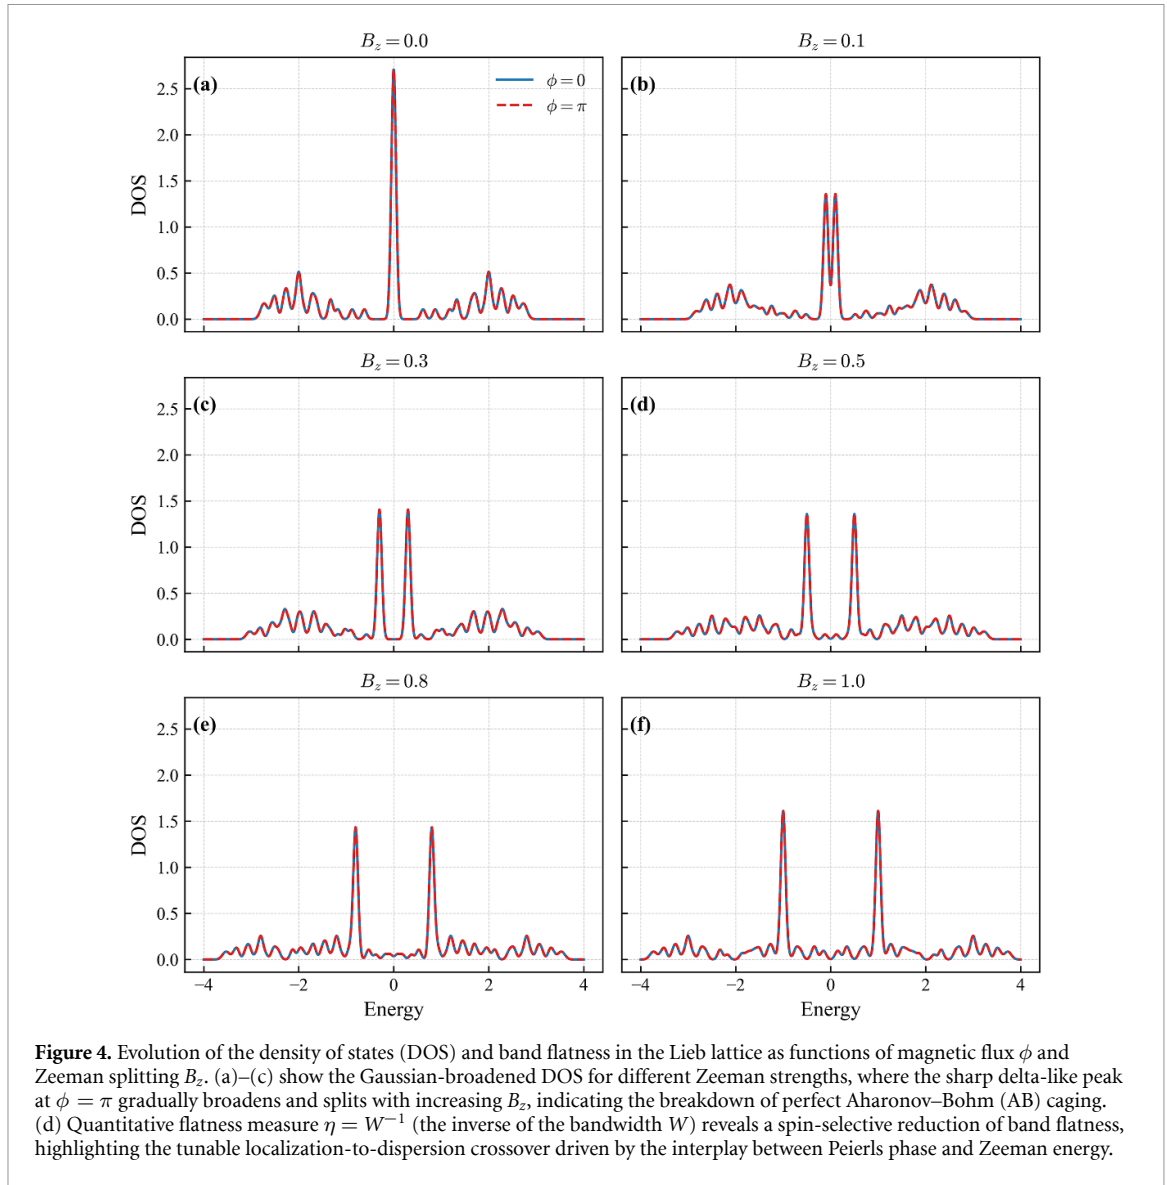 B_z = 0.0
B_z = 0.1
(a)
ϕ = 0
ϕ = π
(b)
2.5
2.0
1.5
1.0
0.5
0.0
DOS
B_z = 0.3
B_z = 0.5
(c)
(d)
2.5
2.0
1.5
1.0
0.5
0.0
DOS
B_z = 0.8
B_z = 1.0
(e)
(f)
2.5
2.0
1.5
1.0
0.5
0.0
DOS
−4 −2 0 2 4
−4 −2 0 2 4
Energy
Energy
Figure 4. Evolution of the density of states (DOS) and band flatness in the Lieb lattice as functions of magnetic flux ϕ and
Zeeman splitting B_z. (a)–(c) show the Gaussian-broadened DOS for different Zeeman strengths, where the sharp delta-like peak
at ϕ = π gradually broadens and splits with increasing B_z, indicating the breakdown of perfect Aharonov–Bohm (AB) caging.
(d) Quantitative flatness measure η = W⁻¹ (the inverse of the bandwidth W) reveals a spin-selective reduction of band flatness,
highlighting the tunable localization-to-dispersion crossover driven by the interplay between Peierls phase and Zeeman energy.